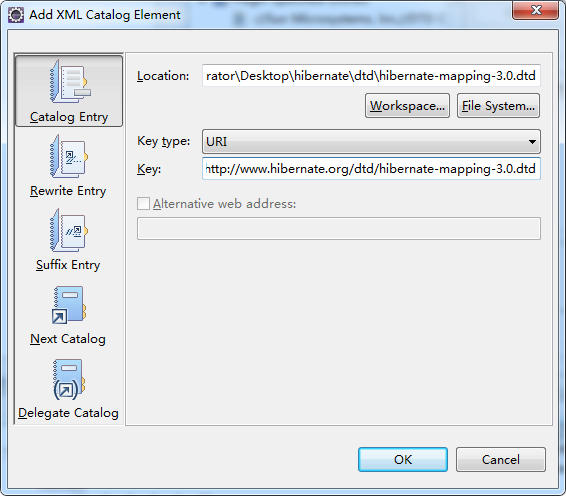 Add XML Catalog Element
Catalog Entry
Rewrite Entry
Suffix Entry
Next Catalog
Delegate Catalog
Location: rator\Desktop\hibernate\dtd\hibernate-mapping-3.0.dtd
Workspace... File System...
Key type: URI
Key: http://www.hibernate.org/dtd/hibernate-mapping-3.0.dtd
Alternative web address:
OK Cancel